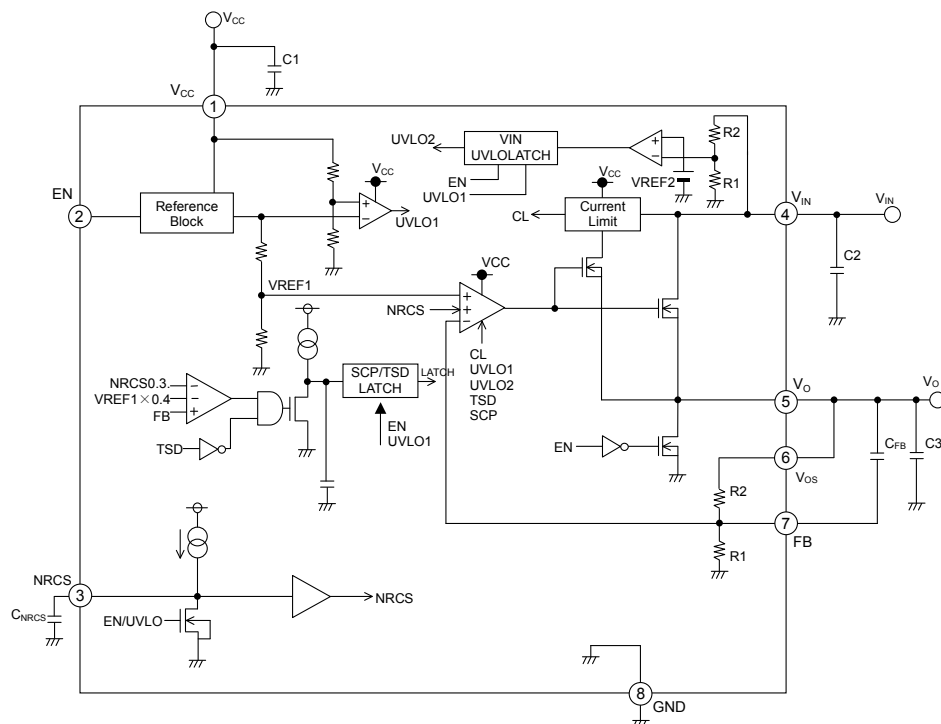 VCC
C1
VCC
1
UVLO2
VIN
UVLOLATCH
EN
UVLO1
+
−
VREF2
R2
R1
EN
2
Reference
Block
VCC
+
−
UVLO1
VCC
CL
Current
Limit
VIN
4
VIN
C2
VREF1
NRCS
VCC
+
+
−
CL
UVLO1
UVLO2
TSD
SCP
NRCS0.3.
VREF1×0.4
FB
−
−
+
TSD
SCP/TSD
LATCH
LATCH
EN
UVLO1
VO
5
VO
EN
6
VOS
CFB
C3
R2
7
FB
R1
NRCS
3
CNRCS
EN/UVLO
NRCS
8
GND